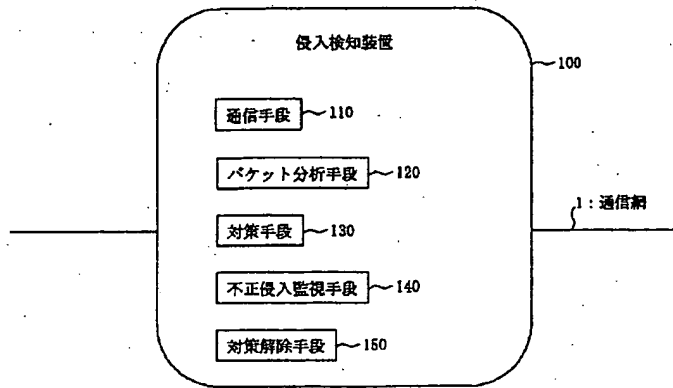 侵入検知装置
100
通信手段 110
パケット分析手段 120
1：通信網
対策手段 130
不正侵入監視手段 140
対策解除手段 150